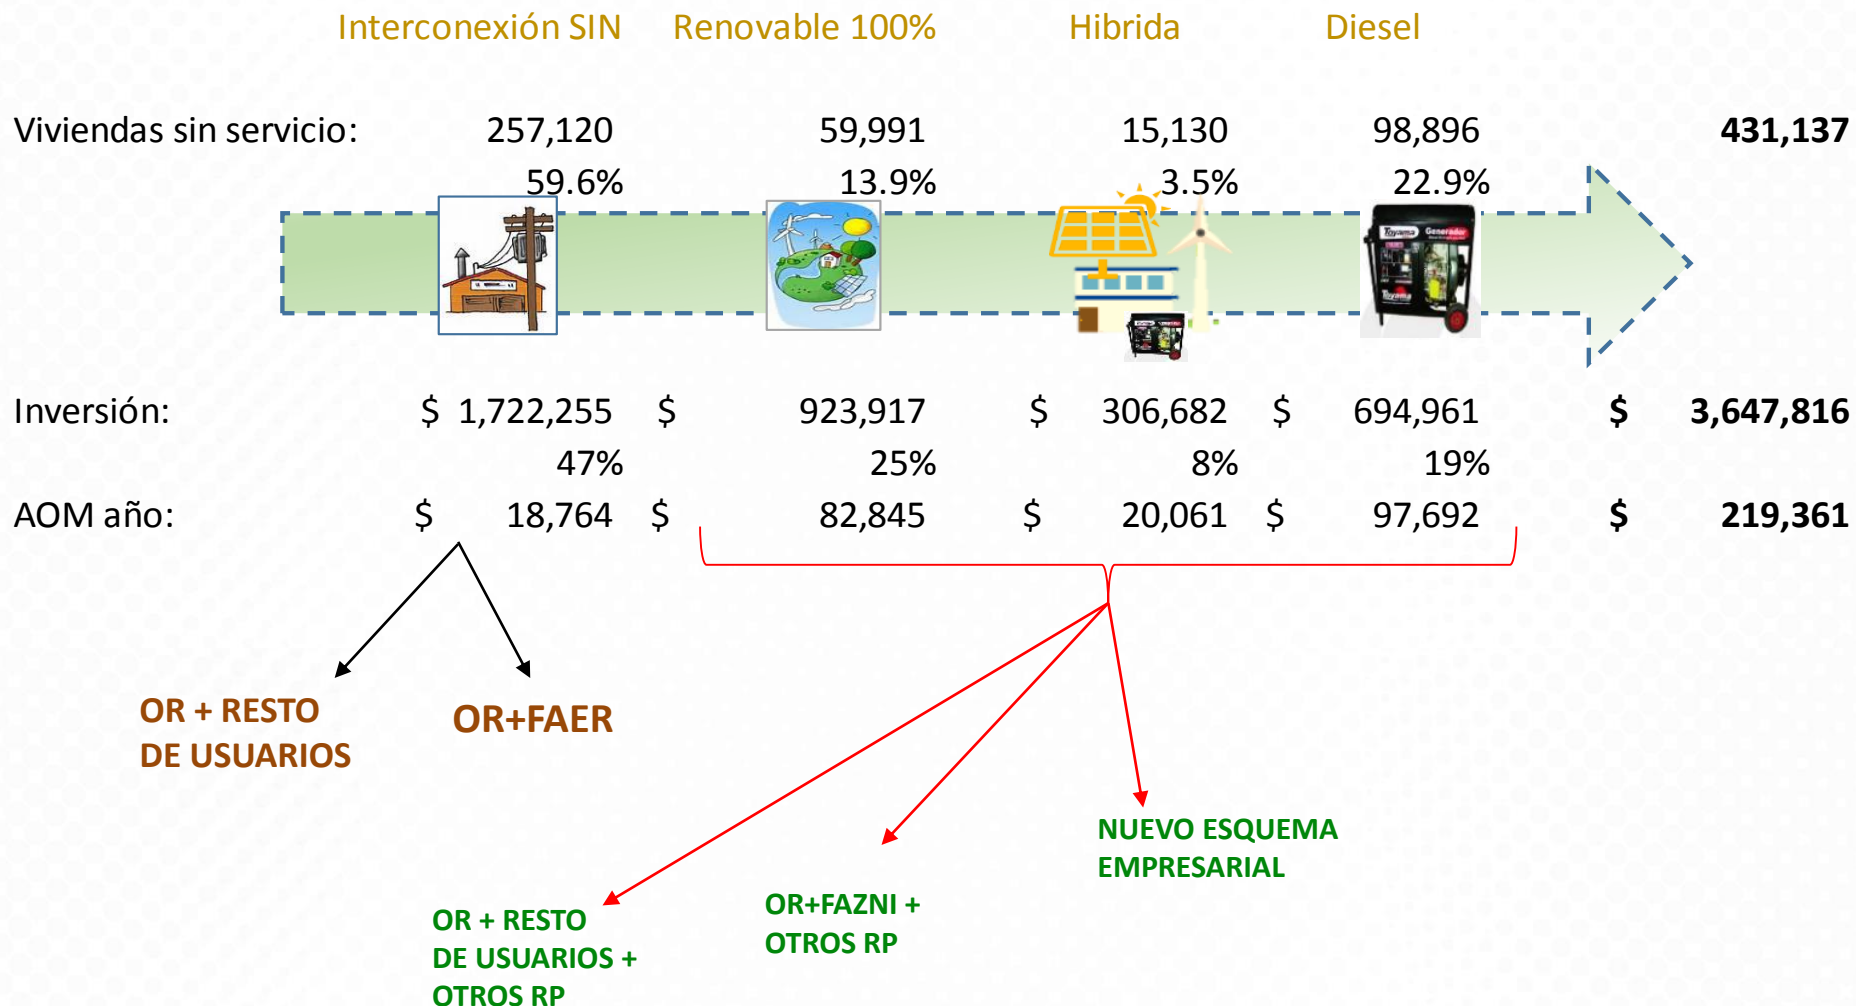 Interconexión SIN Renovable 100% Hibrida Diesel
Viviendas sin servicio: 257,120 59,991 15,130 98,896 431,137
59.6% 13.9% 3.5% 22.9%
Toyama Generador
Toyama
Inversión: $ 1,722,255 $ 923,917 $ 306,682 $ 694,961 $ 3,647,816
47% 25% 8% 19%
AOM año: $ 18,764 $ 82,845 $ 20,061 $ 97,692 $ 219,361
OR + RESTO
DE USUARIOS
OR+FAER
OR + RESTO
DE USUARIOS +
OTROS RP
OR+FAZNI +
OTROS RP
NUEVO ESQUEMA
EMPRESARIAL